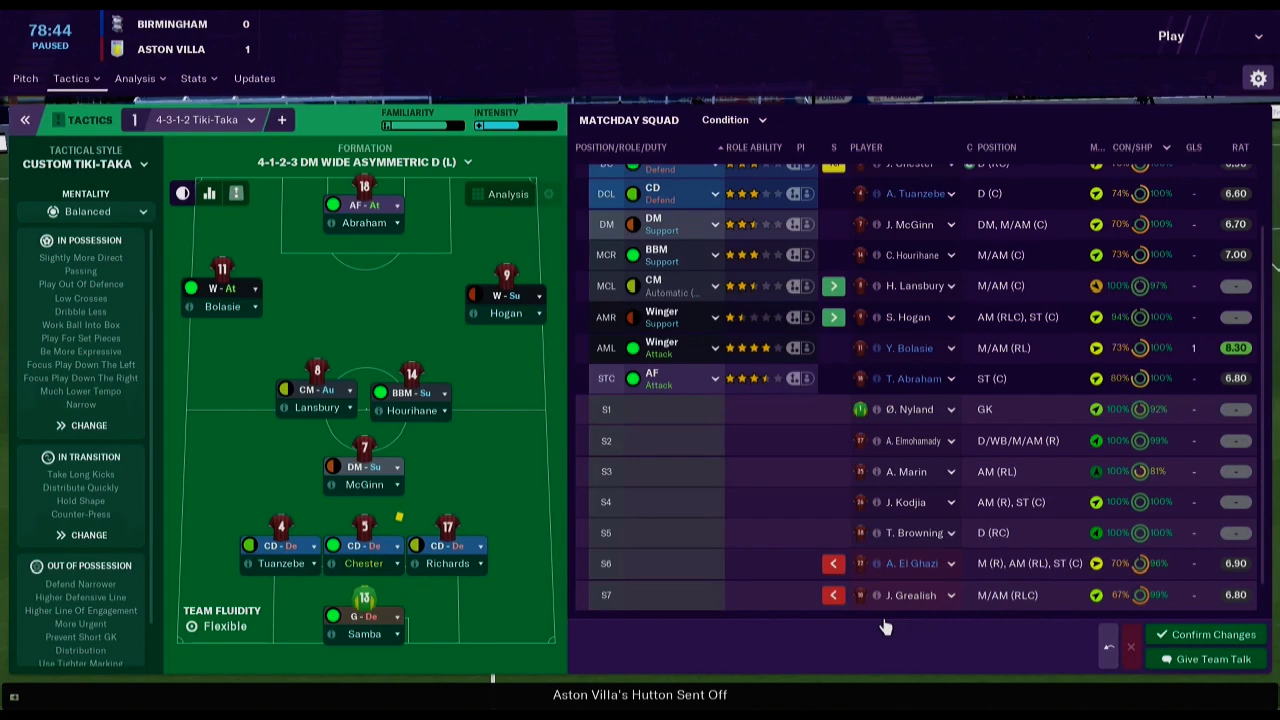 78:44
PAUSED
BIRMINGHAM 0
ASTON VILLA 1
Play
Pitch Tactics Analysis Stats Updates
TACTICS 1 4-3-1-2 Tiki-Taka +
FAMILIARITY INTENSITY
TACTICAL STYLE
CUSTOM TIKI-TAKA
MENTALITY
Balanced
IN POSSESSION
Slightly More Direct
Passing
Play Out Of Defence
Low Crosses
Dribble Less
Work Ball Into Box
Play For Set Pieces
Be More Expressive
Focus Play Down The Left
Focus Play Down The Right
Much Lower Tempo
Narrow
CHANGE
IN TRANSITION
Take Long Kicks
Distribute Quickly
Hold Shape
Counter-Press
CHANGE
OUT OF POSSESSION
Defend Narrower
Higher Defensive Line
Higher Line Of Engagement
More Urgent
Prevent Short GK
Distribution
Use Tighter Marking
FORMATION
4-1-2-3 DM WIDE ASYMMETRIC D (L)
Analysis
18
AF - At
Abraham
11
W - At
Bolasie
9
W - Su
Hogan
8
CM - Au
Lansbury
14
BBM - Su
Hourihane
7
DM - Su
McGinn
4
CD - De
Tuanzebe
5
CD - De
Chester
17
CD - De
Richards
13
G - De
Samba
TEAM FLUIDITY
Flexible
MATCHDAY SQUAD Condition
POSITION/ROLE/DUTY ROLE ABILITY PI S PLAYER C POSITION M... CON/SHP GLS RAT
Defend
DCL CD Defend A. Tuanzebe D (C) 74% 100% - 6.60
DM DM Support J. McGinn DM, M/AM (C) 70% 100% - 6.70
MCR BBM Support C. Hourihane M/AM (C) 73% 100% - 7.00
MCL CM Automatic (... H. Lansbury M/AM (C) 100% 97% - -
AMR Winger Support S. Hogan AM (RLC), ST (C) 94% 100% - -
AML Winger Attack Y. Bolasie M/AM (RL) 73% 100% 1 8.30
STC AF Attack T. Abraham ST (C) 80% 100% - 6.80
S1 Ø. Nyland GK 100% 92% - -
S2 A. Elmohamady D/WB/M/AM (R) 100% 99% - -
S3 A. Marin AM (RL) 100% 81% - -
S4 J. Kodjia AM (R), ST (C) 100% 100% - -
S5 T. Browning D (RC) 100% 100% - -
S6 A. El Ghazi M (R), AM (RL), ST (C) 70% 96% - 6.90
S7 J. Grealish M/AM (RLC) 67% 99% - 6.80
Confirm Changes
Give Team Talk
Aston Villa's Hutton Sent Off